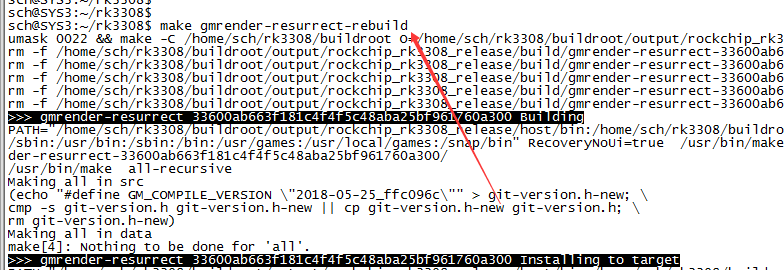 sch@SYS3:~/rk3308$
sch@SYS3:~/rk3308$
sch@SYS3:~/rk3308$ make gmrender-resurrect-rebuild
umask 0022 && make -C /home/sch/rk3308/buildroot O=/home/sch/rk3308/buildroot/output/rockchip_rk3308_re
rm -f /home/sch/rk3308/buildroot/output/rockchip_rk3308_release/build/gmrender-resurrect-33600ab6
rm -f /home/sch/rk3308/buildroot/output/rockchip_rk3308_release/build/gmrender-resurrect-33600ab6
rm -f /home/sch/rk3308/buildroot/output/rockchip_rk3308_release/build/gmrender-resurrect-33600ab6
rm -f /home/sch/rk3308/buildroot/output/rockchip_rk3308_release/build/gmrender-resurrect-33600ab6
rm -f /home/sch/rk3308/buildroot/output/rockchip_rk3308_release/build/gmrender-resurrect-33600ab6
>>> gmrender-resurrect 33600ab663f181c4f4f5c48aba25bf961760a300 Building
PATH="/home/sch/rk3308/buildroot/output/rockchip_rk3308_release/host/bin:/home/sch/rk3308/buildro
/sbin:/usr/bin:/sbin:/bin:/usr/games:/usr/local/games:/snap/bin" RecoveryNoUi=true /usr/bin/make
der-resurrect-33600ab663f181c4f4f5c48aba25bf961760a300/
/usr/bin/make all-recursive
Making all in src
(echo "#define GM_COMPILE_VERSION \"2018-05-25_ffc096c\"" > git-version.h-new; \
cmp -s git-version.h git-version.h-new || cp git-version.h-new git-version.h; \
rm git-version.h-new)
Making all in data
make[4]: Nothing to be done for 'all'.
>>> gmrender-resurrect 33600ab663f181c4f4f5c48aba25bf961760a300 Installing to target